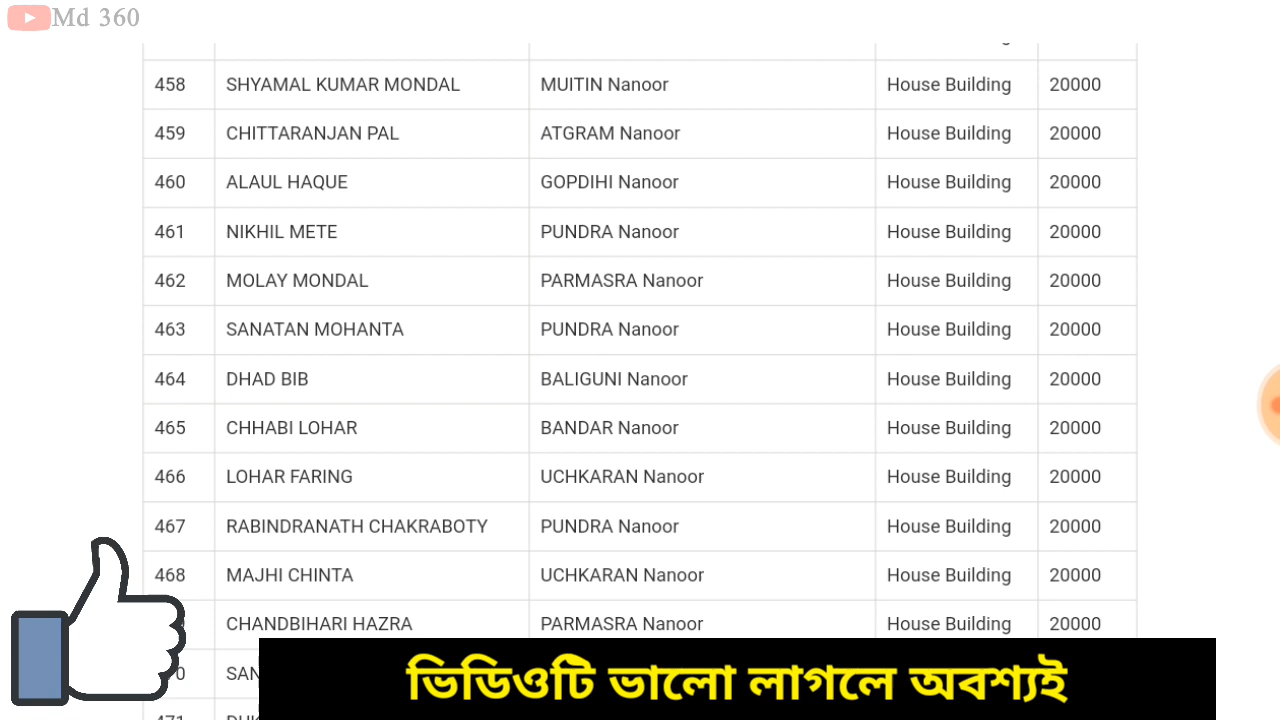 Md 360
458 SHYAMAL KUMAR MONDAL MUITIN Nanoor House Building 20000
459 CHITTARANJAN PAL ATGRAM Nanoor House Building 20000
460 ALAUL HAQUE GOPDIHI Nanoor House Building 20000
461 NIKHIL METE PUNDRA Nanoor House Building 20000
462 MOLAY MONDAL PARMASRA Nanoor House Building 20000
463 SANATAN MOHANTA PUNDRA Nanoor House Building 20000
464 DHAD BIB BALIGUNI Nanoor House Building 20000
465 CHHABI LOHAR BANDAR Nanoor House Building 20000
466 LOHAR FARING UCHKARAN Nanoor House Building 20000
467 RABINDRANATH CHAKRABOTY PUNDRA Nanoor House Building 20000
468 MAJHI CHINTA UCHKARAN Nanoor House Building 20000
CHANDBIHARI HAZRA PARMASRA Nanoor House Building 20000
ভিডিওটি ভালো লাগলে অবশ্যই